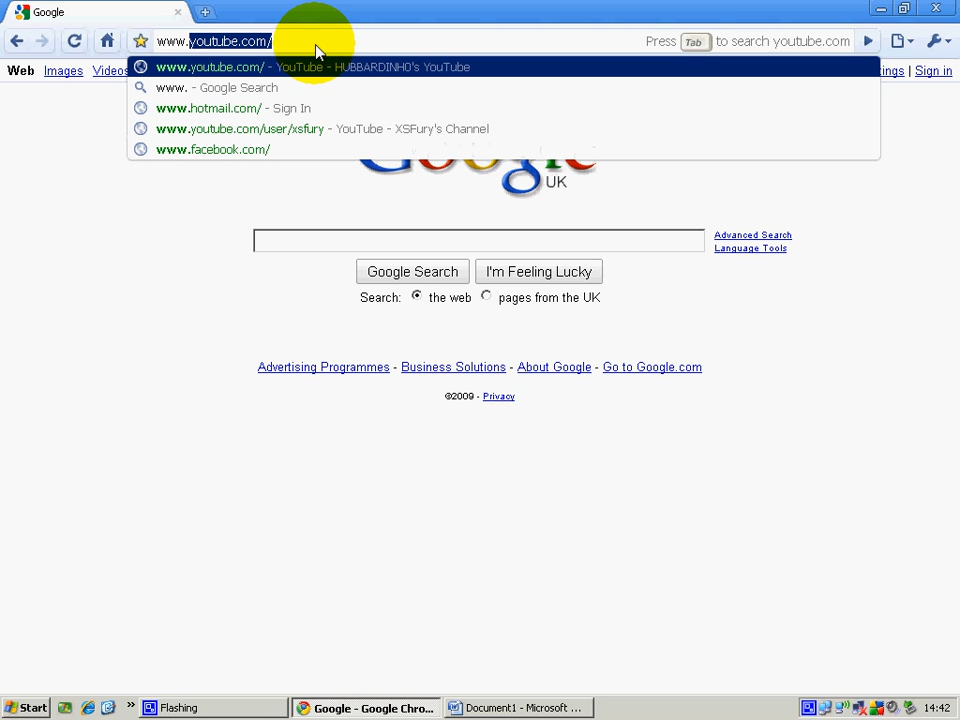 Google
www.youtube.com/
Press Tab to search youtube.com
Web Images Videos
ings | Sign in
www.youtube.com/ - YouTube - HUBBARDINH0's YouTube
www. - Google Search
www.hotmail.com/ - Sign In
www.youtube.com/user/xsfury - YouTube - XSFury's Channel
www.facebook.com/
Google
UK
Advanced Search
Language Tools
Google Search
I'm Feeling Lucky
Search: the web pages from the UK
Advertising Programmes - Business Solutions - About Google - Go to Google.com
©2009 - Privacy
Start
Flashing
Google - Google Chro...
Document1 - Microsoft ...
14:42